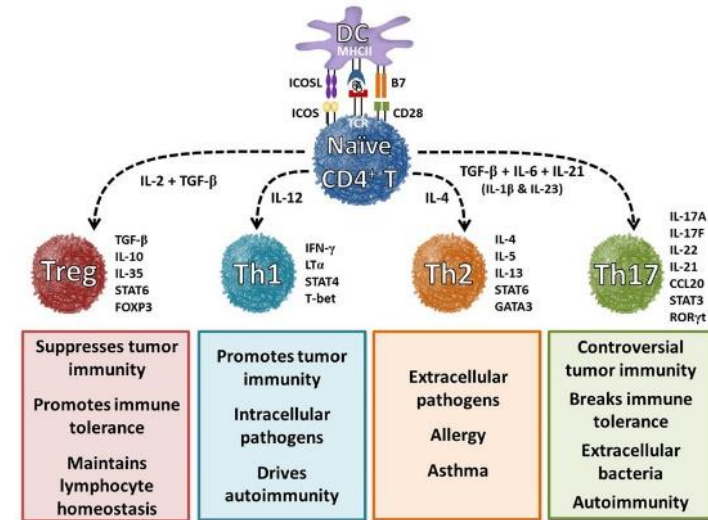 DC
MHCII
ICOSL
B7
ICOS
CD28
TCR
Naïve
CD4⁺ T
IL-2 + TGF-β
IL-12
IL-4
TGF-β + IL-6 + IL-21
(IL-1β & IL-23)
Treg
TGF-β
IL-10
IL-35
STAT6
FOXP3
Th1
IFN-γ
LTα
STAT4
T-bet
Th2
IL-4
IL-5
IL-13
STAT6
GATA3
Th17
IL-17A
IL-17F
IL-22
IL-21
CCL20
STAT3
RORγt
Suppresses tumor
immunity
Promotes immune
tolerance
Maintains
lymphocyte
homeostasis
Promotes tumor
immunity
Intracellular
pathogens
Drives
autoimmunity
Extracellular
pathogens
Allergy
Asthma
Controversial
tumor immunity
Breaks immune
tolerance
Extracellular
bacteria
Autoimmunity